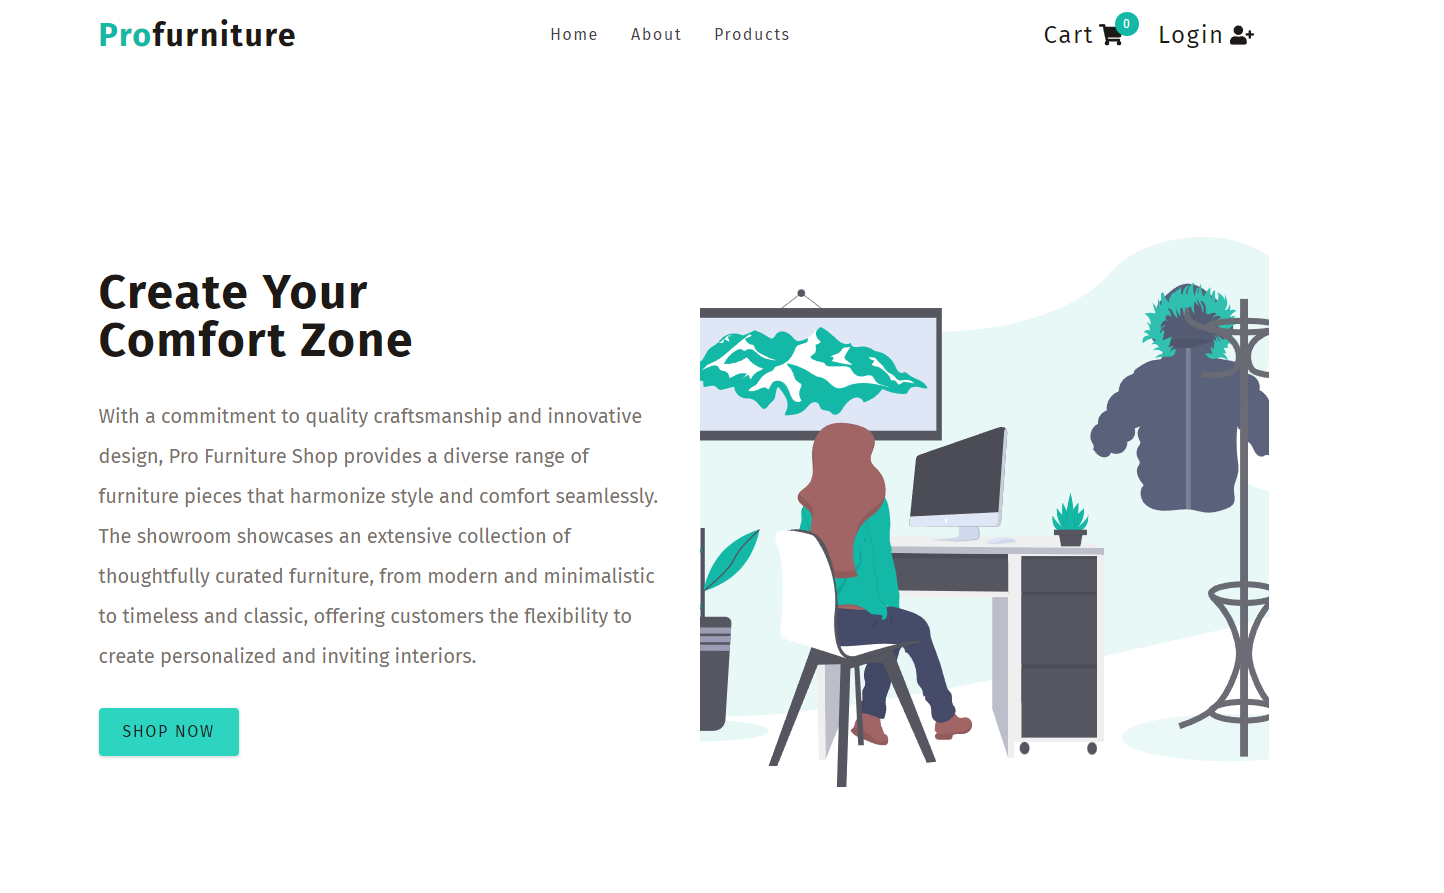 Profurniture
Home About Products
Cart 0 Login
Create Your
Comfort Zone
With a commitment to quality craftsmanship and innovative
design, Pro Furniture Shop provides a diverse range of
furniture pieces that harmonize style and comfort seamlessly.
The showroom showcases an extensive collection of
thoughtfully curated furniture, from modern and minimalistic
to timeless and classic, offering customers the flexibility to
create personalized and inviting interiors.
SHOP NOW